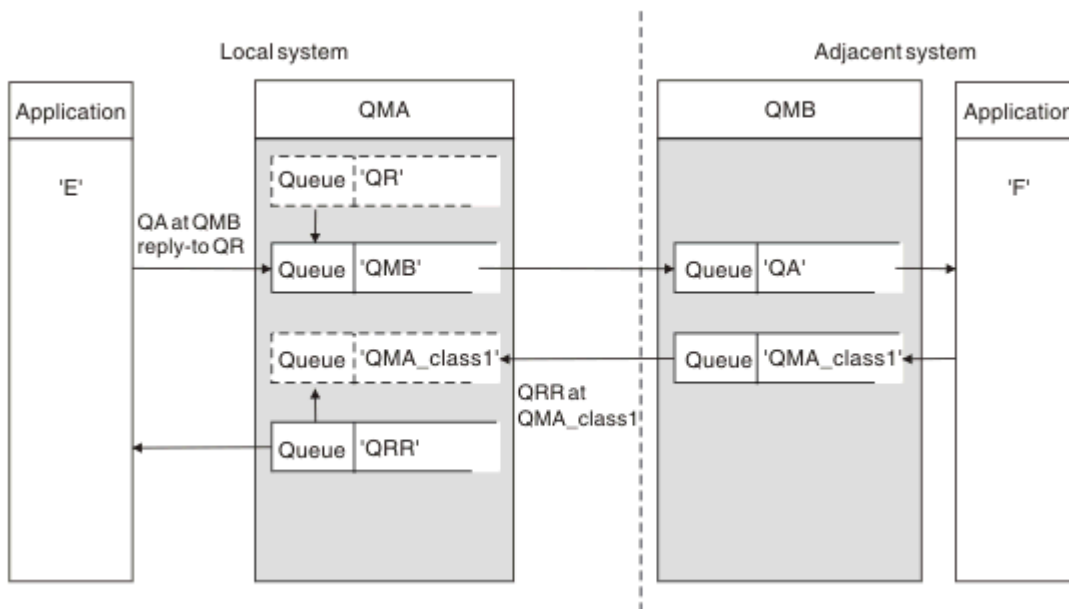 Local system
Adjacent system
Application
QMA
QMB
Application
'E'
'F'
Queue 'QR'
QA at QMB
reply-to QR
Queue 'QMB'
Queue 'QA'
Queue 'QMA_class1'
Queue 'QMA_class1'
QRR at
QMA_class1
Queue 'QRR'